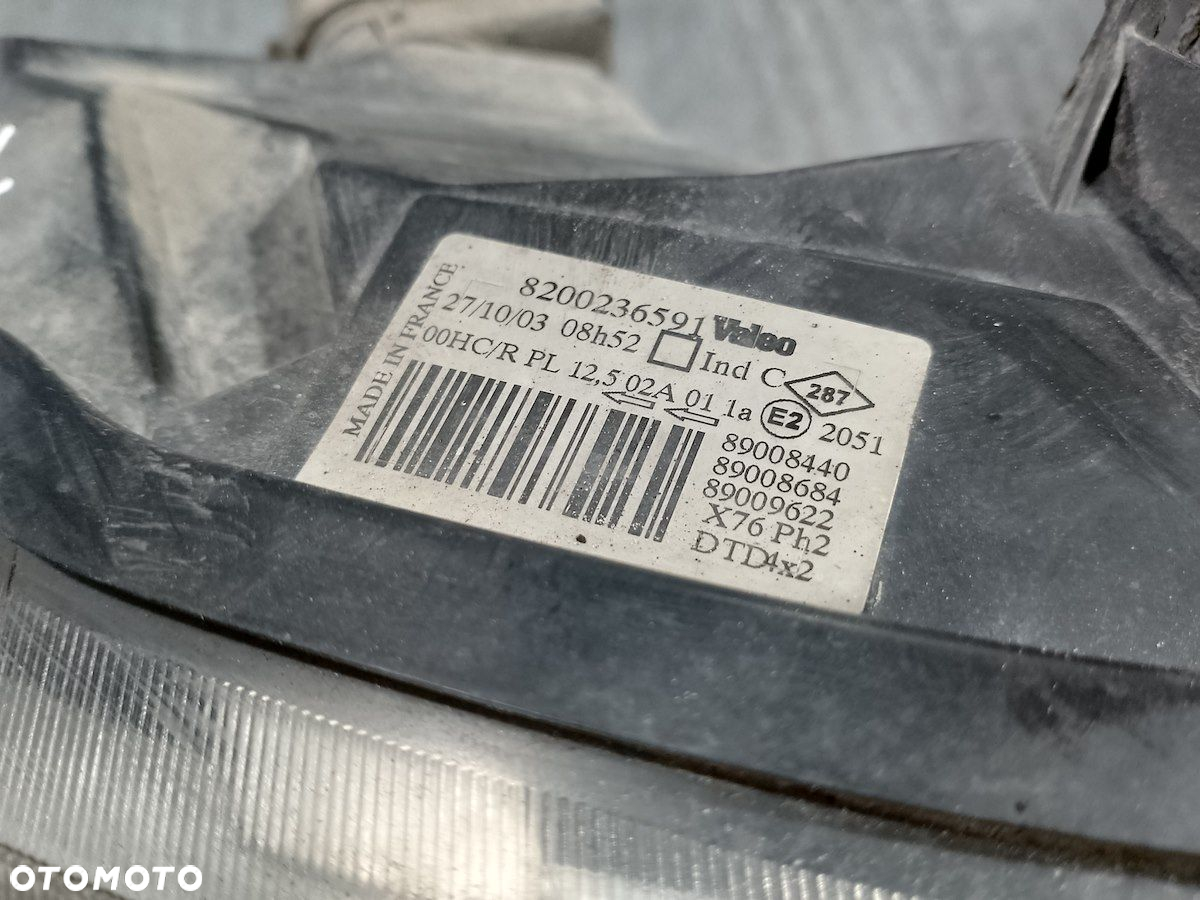 8200236591 Valeo
27/10/03 08h52 Ind C 287
00HC/R PL 12,5 02A 01 1a E2 2051
MADE IN FRANCE
89008440
89008684
89009622
X76 Ph2
DTD4x2
OTOMOTO